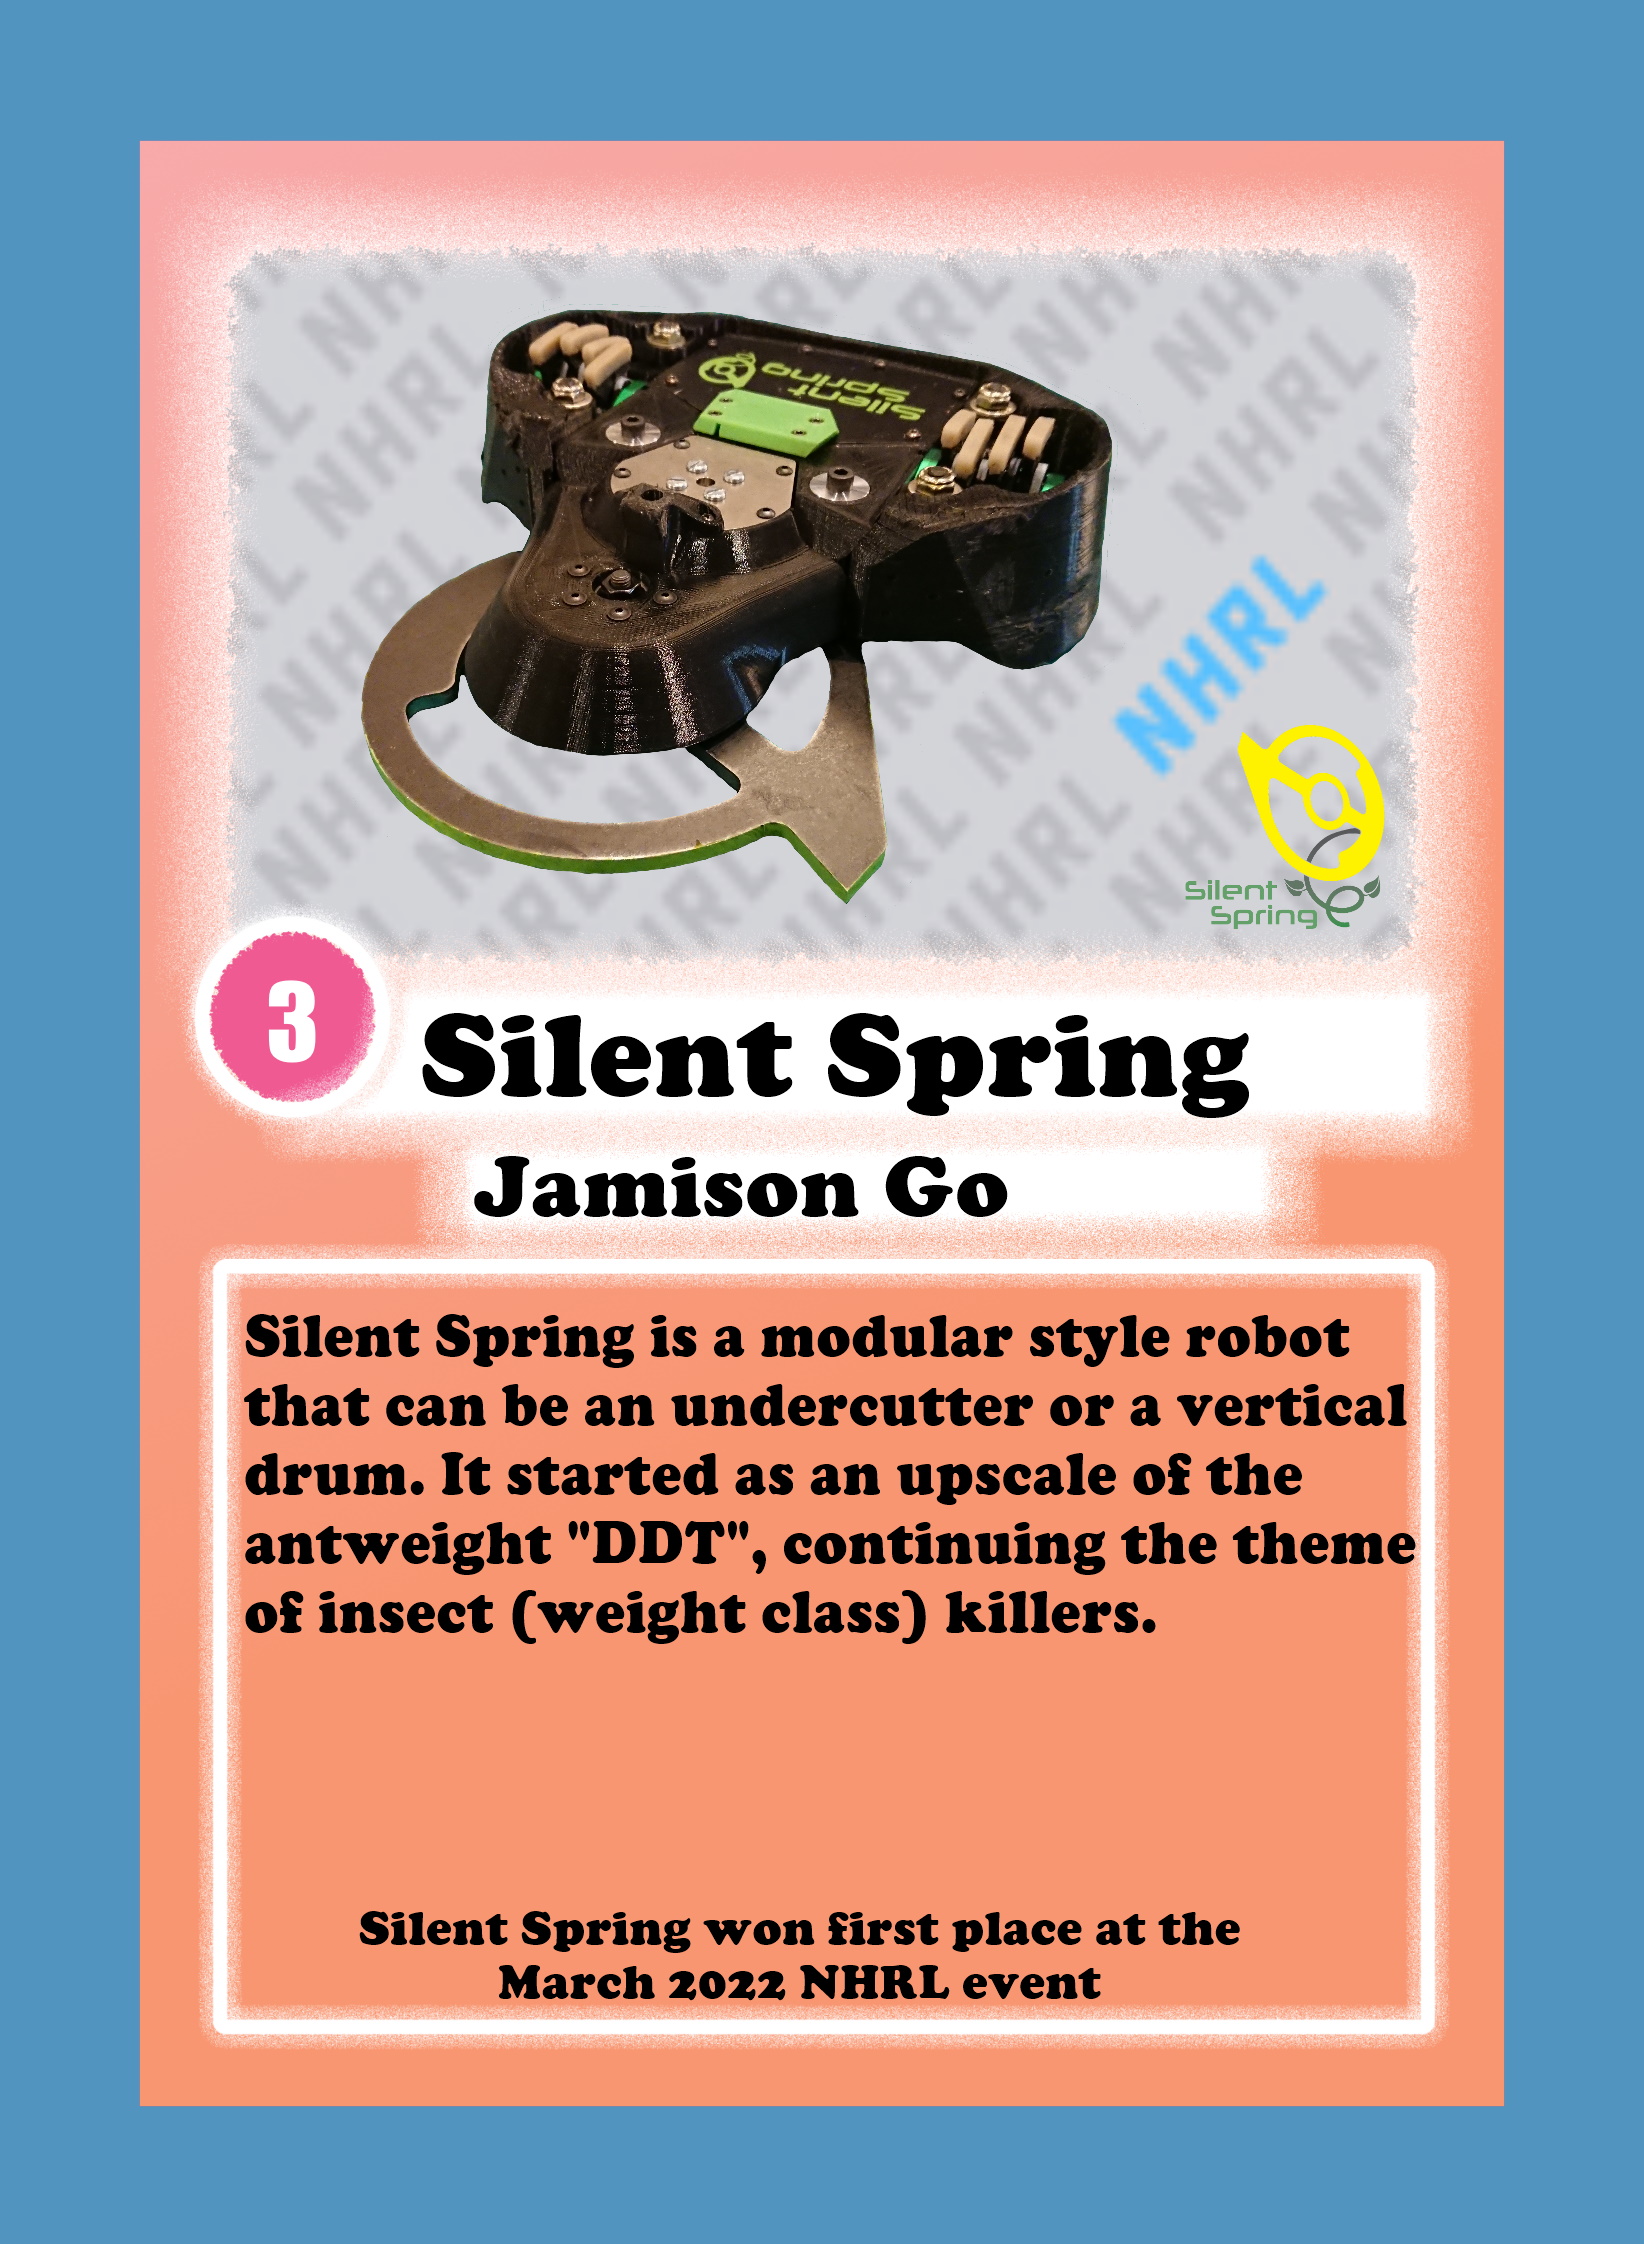 Silent
Spring
NHRL
Silent
Spring
3
Silent Spring
Jamison Go
Silent Spring is a modular style robot
that can be an undercutter or a vertical
drum. It started as an upscale of the
antweight "DDT", continuing the theme
of insect (weight class) killers.
Silent Spring won first place at the
March 2022 NHRL event